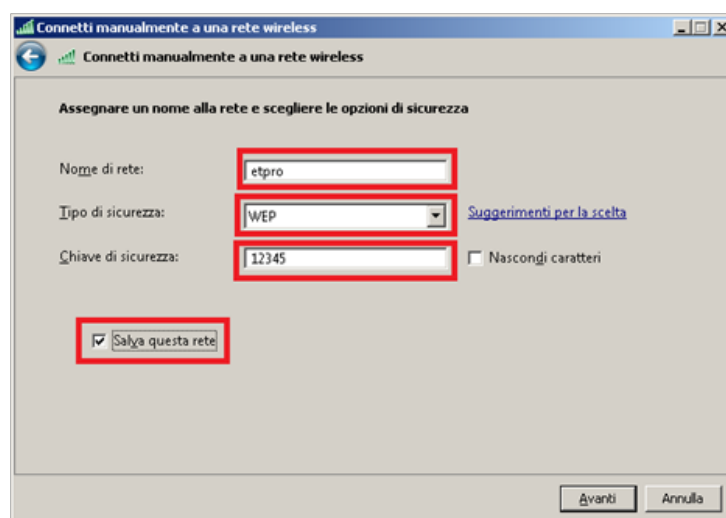 Connetti manualmente a una rete wireless
Connetti manualmente a una rete wireless
Assegnare un nome alla rete e scegliere le opzioni di sicurezza
Nome di rete: etpro
Tipo di sicurezza: WEP Suggerimenti per la scelta
Chiave di sicurezza: 12345 Nascondi caratteri
Salva questa rete
Avanti Annulla